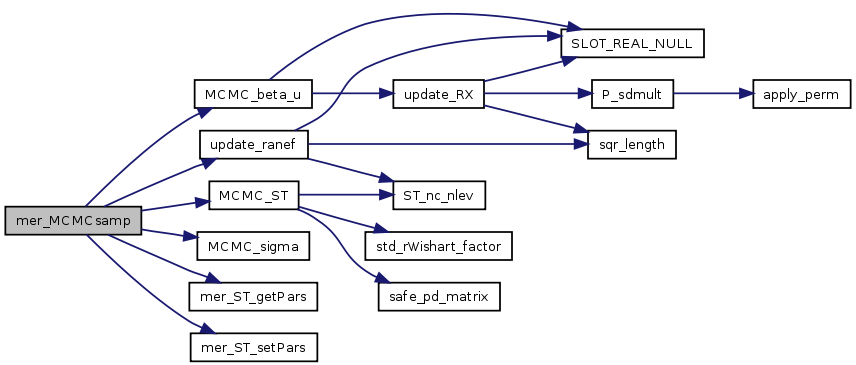 SLOT_REAL_NULL
MCMC_beta_u
update_RX
P_sdmult
apply_perm
update_ranef
sqr_length
MCMC_ST
ST_nc_nlev
mer_MCMCsamp
MCMC_sigma
std_rWishart_factor
mer_ST_getPars
safe_pd_matrix
mer_ST_setPars